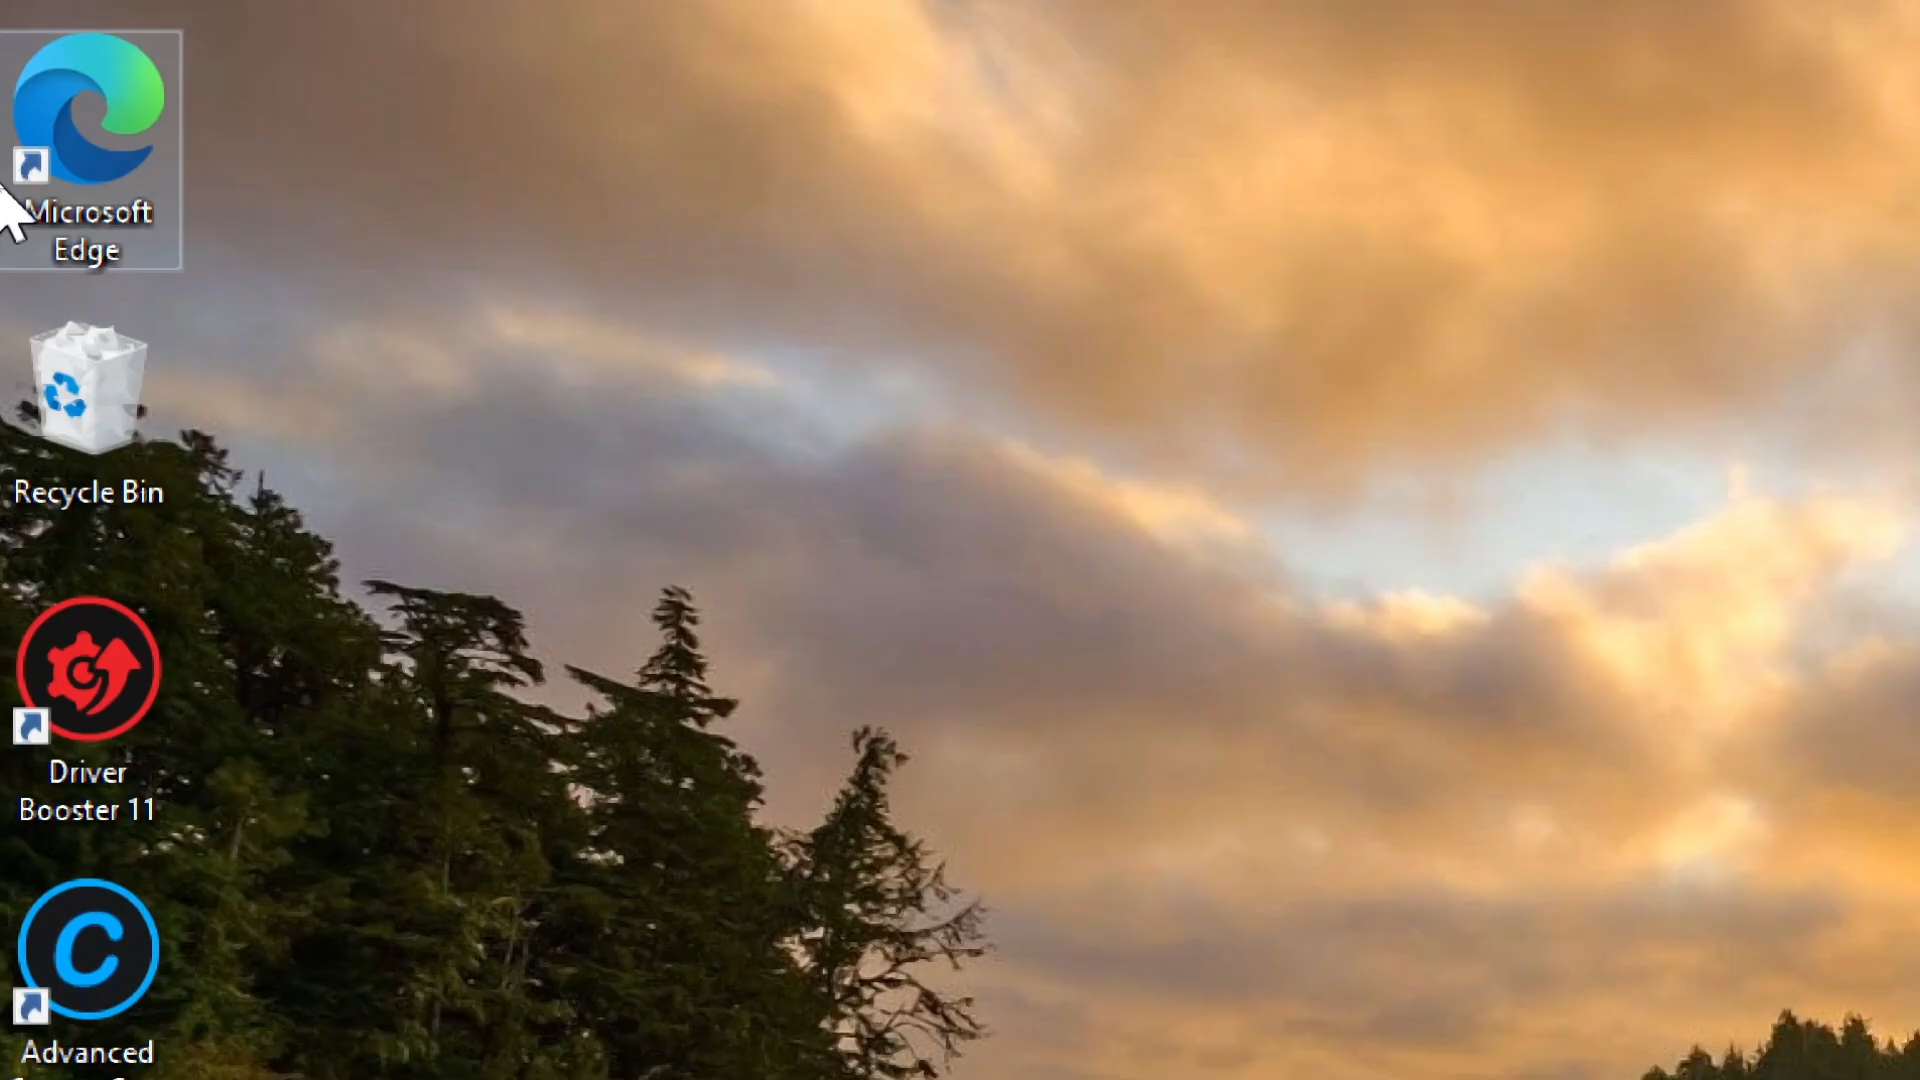 Microsoft
Edge
Recycle Bin
Driver
Booster 11
Advanced